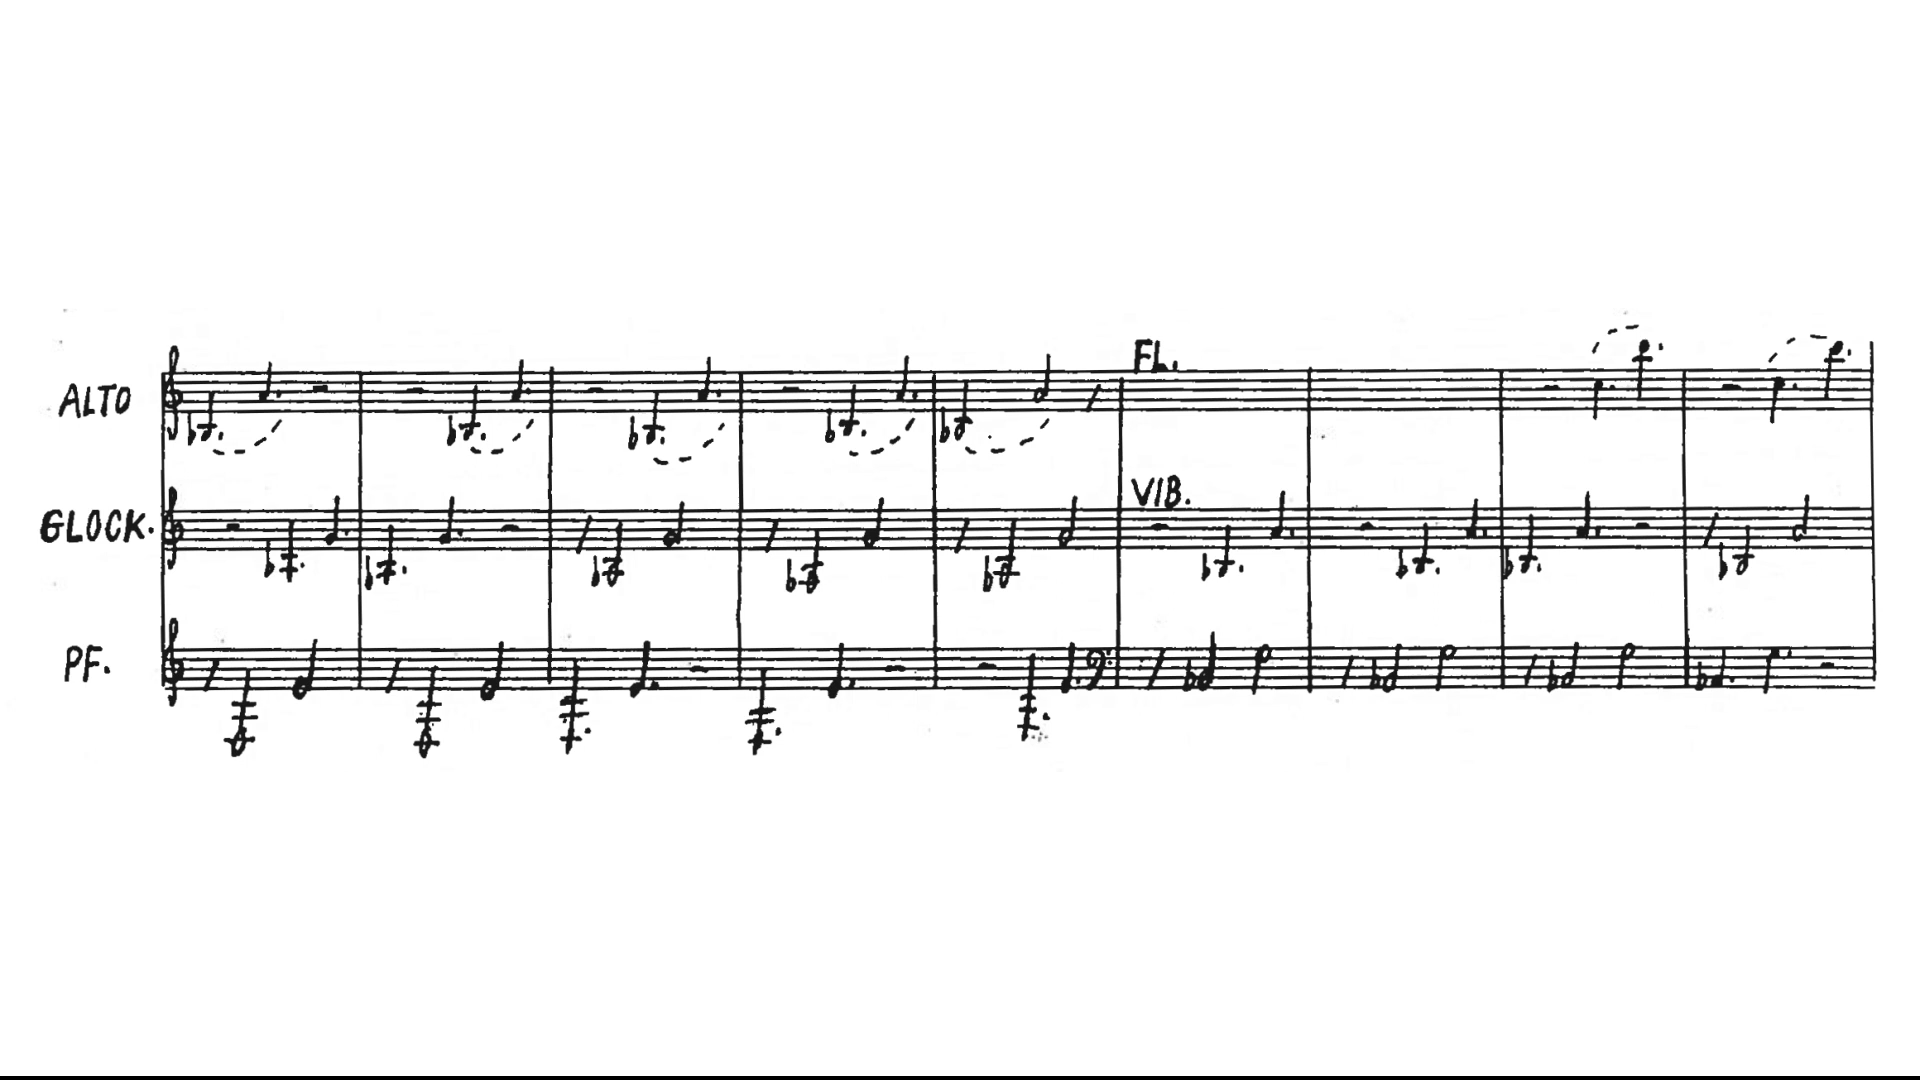 ALTO
FL.
GLOCK.
VIB.
PF.